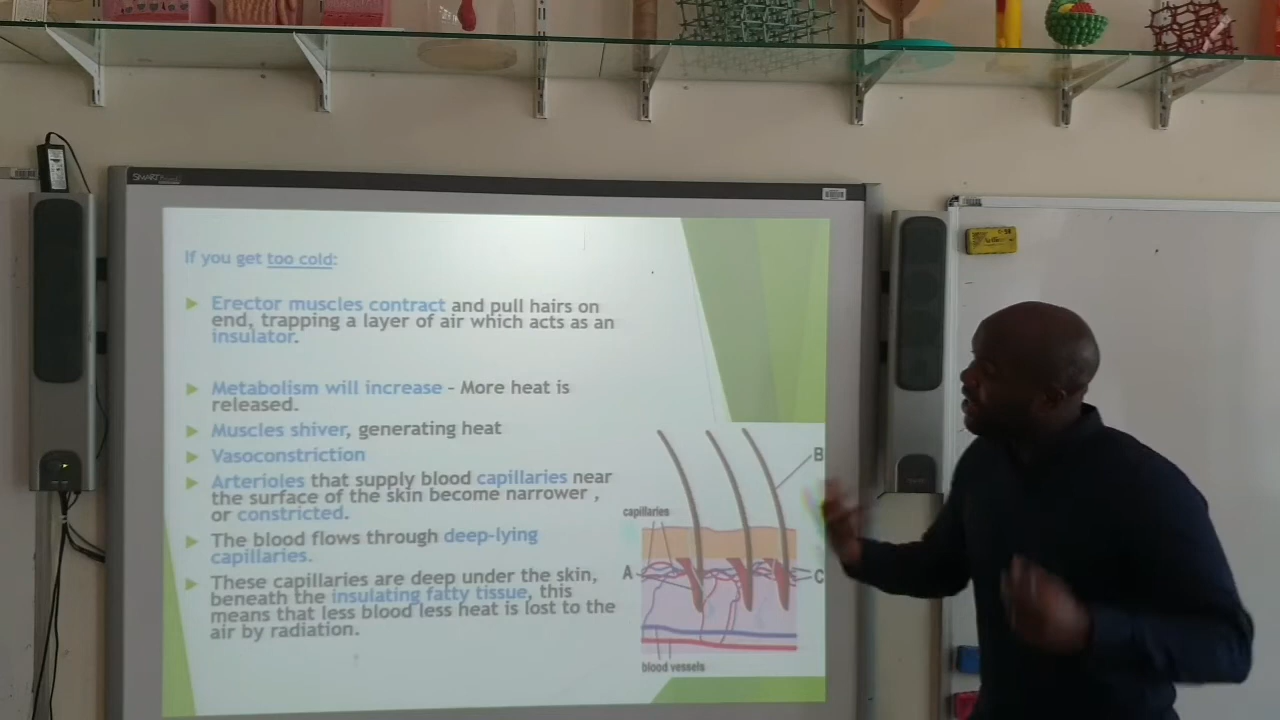 SMART
If you get too cold:
Erector muscles contract and pull hairs on
end, trapping a layer of air which acts as an
insulator.
Metabolism will increase - More heat is
released.
Muscles shiver, generating heat
Vasoconstriction
Arterioles that supply blood capillaries near
the surface of the skin become narrower ,
or constricted.
The blood flows through deep-lying
capillaries.
These capillaries are deep under the skin,
beneath the insulating fatty tissue, this
means that less blood less heat is lost to the
air by radiation.
B
capillaries
A
C
blood vessels